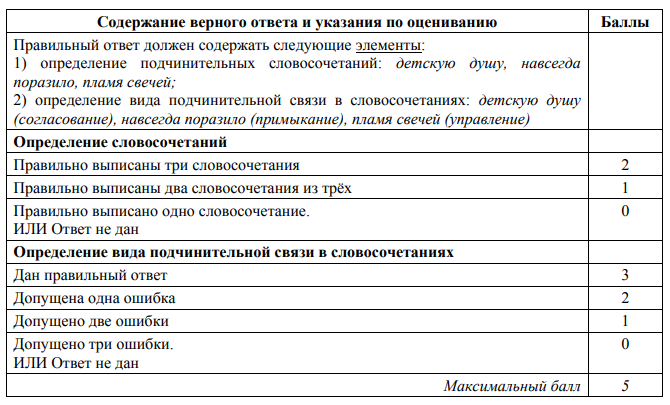 Содержание верного ответа и указания по оцениванию Баллы
Правильный ответ должен содержать следующие элементы:
1) определение подчинительных словосочетаний: детскую душу, навсегда
поразило, пламя свечей;
2) определение вида подчинительной связи в словосочетаниях: детскую душу
(согласование), навсегда поразило (примыкание), пламя свечей (управление)
Определение словосочетаний
Правильно выписаны три словосочетания 2
Правильно выписаны два словосочетания из трёх 1
Правильно выписано одно словосочетание. 0
ИЛИ Ответ не дан
Определение вида подчинительной связи в словосочетаниях
Дан правильный ответ 3
Допущена одна ошибка 2
Допущено две ошибки 1
Допущено три ошибки. 0
ИЛИ Ответ не дан
Максимальный балл 5